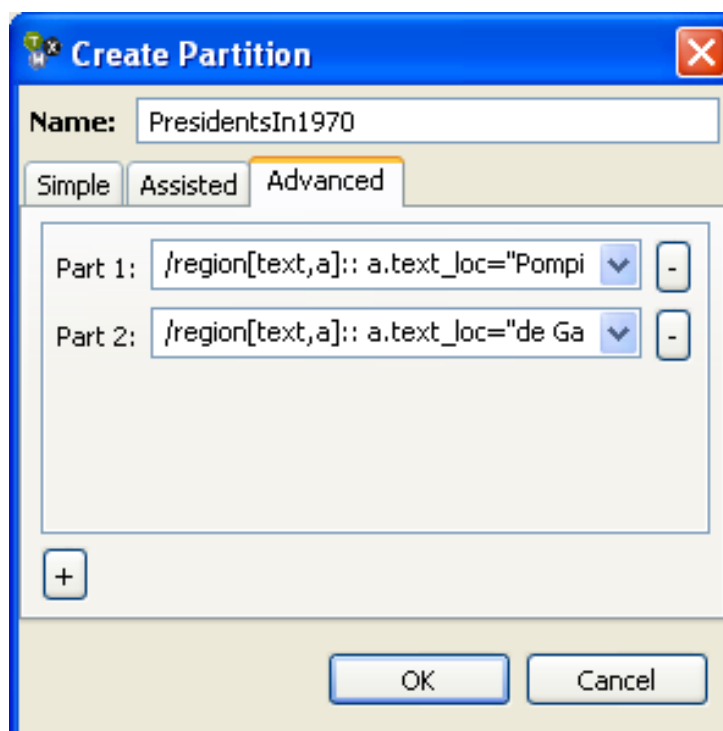 Create Partition
Name: PresidentsIn1970
Simple Assisted Advanced
Part 1: /region[text,a]:: a.text_loc="Pompi -
Part 2: /region[text,a]:: a.text_loc="de Ga -
+
OK Cancel